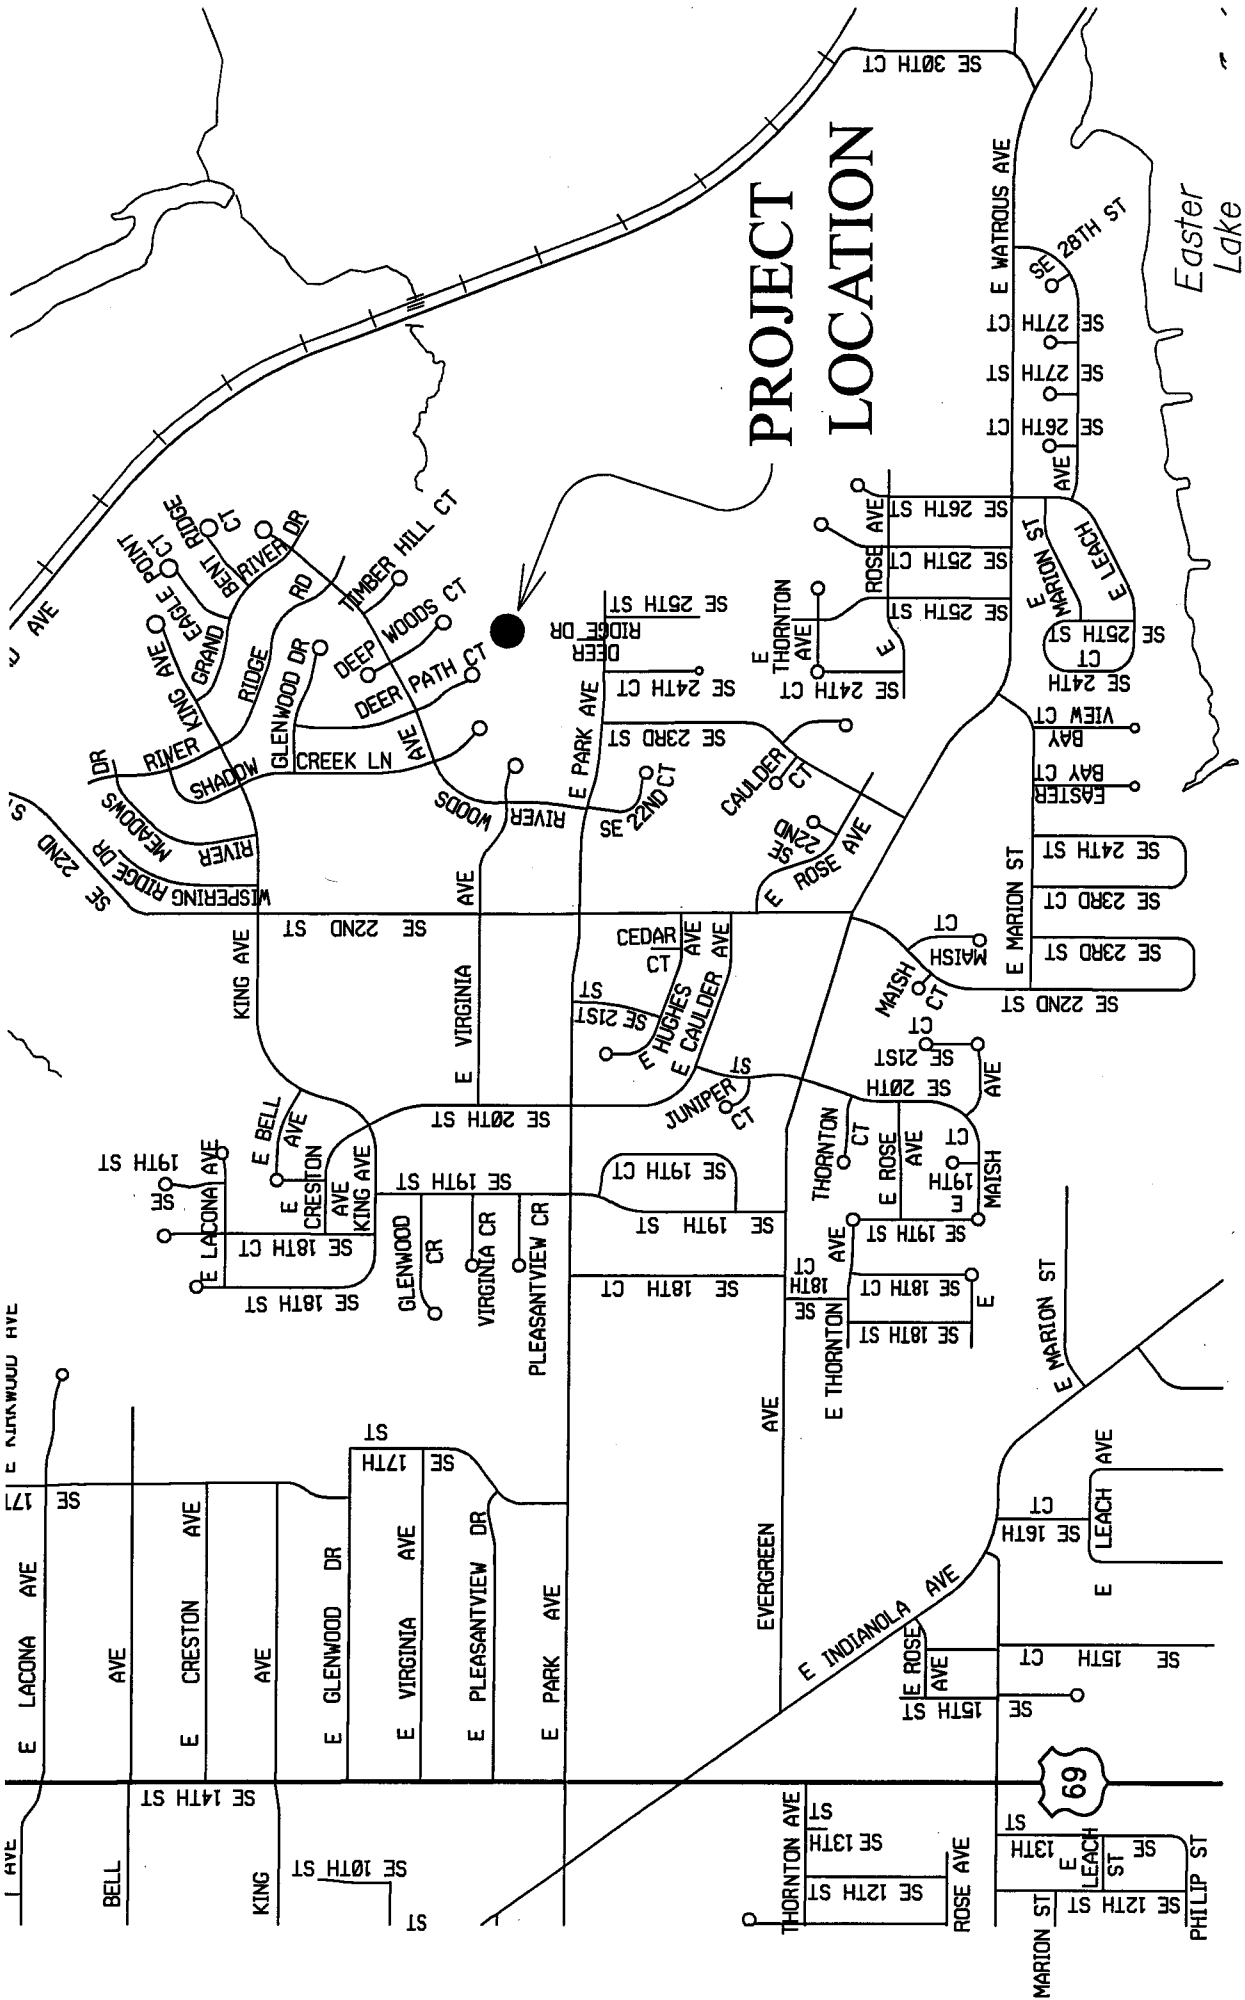 SE 30TH CT
PROJECT
LOCATION
E WATROUS AVE
SE 28TH ST
SE 27TH CT
SE 27TH ST
SE 26TH CT
AVE
Easter
Lake
AVE
EAGLE POINT
CT
BENT RIDGE
CT
GRAND
RIVER DR
TIMBER HILL CT
DEEP WOODS CT
DEER PATH CT
KING AVE
RIDGE
RD
GLENWOOD DR
RIVER
DR
SHADOW
CREEK LN
RIVER
MEADOWS
WISPERING RIDGE DR
SE 22ND
RIVER
WOODS
AVE
DEER
RIDGE DR
SE 25TH ST
SE 24TH CT
E PARK AVE
SE 23RD ST
SE 22ND CT
CAULDER
CT
SE
22ND
E ROSE AVE
E
THORNTON
AVE
SE 24TH CT
ROSE AVE
E
SE 26TH ST
SE 25TH CT
SE 25TH ST
E
MARION ST
E LEACH
SE 25TH ST
SE 24TH
CT
BAY
VIEW CT
EASTER
BAY CT
SE 24TH ST
SE 23RD CT
SE 23RD ST
SE 22ND ST
E MARION ST
MAISH
CT
MAISH
CT
SE 22ND ST
KING AVE
E VIRGINIA
AVE
CEDAR
CT
E HUGHES
AVE
E CAULDER
AVE
SE 21ST
ST
JUNIPER
CT
ST
SE 20TH ST
SE 20TH
SE 21ST
CT
AVE
E BELL
AVE
E
CRESTON
AVE
KING AVE
E LACONA AVE
SE
19TH ST
SE 18TH CT
SE 18TH ST
SE 19TH ST
GLENWOOD
CR
VIRGINIA CR
PLEASANTVIEW CR
SE 19TH CT
SE 19TH ST
SE 18TH CT
THORNTON
CT
E ROSE
AVE
E
19TH
CT
MAISH
SE 19TH ST
SE 18TH CT
SE 18TH ST
E
SE
18TH
CT
E THORNTON
AVE
E MARION ST
E KIRKWOOD AVE
SE
SE
17TH
ST
E LACONA AVE
AVE
E CRESTON AVE
AVE
E GLENWOOD DR
E VIRGINIA AVE
E PLEASANTVIEW DR
E PARK AVE
EVERGREEN
AVE
E INDIANOLA AVE
SE 16TH
CT
E
LEACH AVE
E ROSE
AVE
SE 15TH ST
SE
SE 15TH CT
69
SE 14TH ST
AVE
BELL
KING
SE 10TH ST
ST
THORNTON AVE
SE 13TH
ST
SE 12TH ST
ROSE AVE
SE
13TH
ST
E
LEACH
ST
SE 12TH ST
MARION ST
PHILIP ST